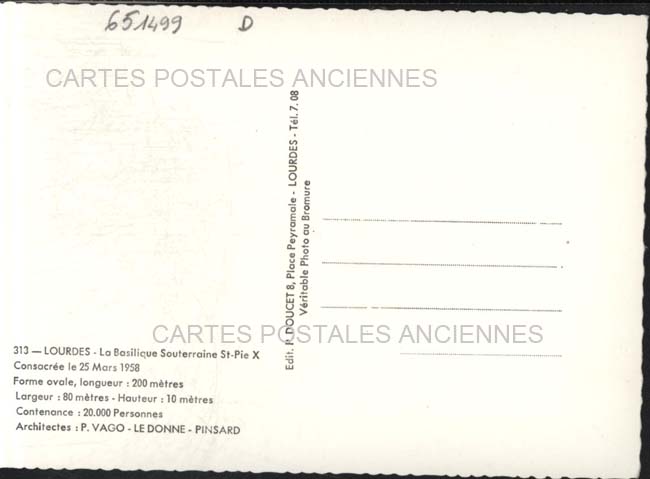 651499 D
CARTES POSTALES ANCIENNES
Edit. P. DOUCET 8, Place Peyramale - LOURDES - Tél. 7. 08
Véritable Photo au Bromure
CARTES POSTALES ANCIENNES
313 — LOURDES - La Basilique Souterraine St-Pie X
Consacrée le 25 Mars 1958
Forme ovale, longueur : 200 mètres
Largeur : 80 mètres - Hauteur : 10 mètres
Contenance : 20.000 Personnes
Architectes : P. VAGO - LE DONNE - PINSARD